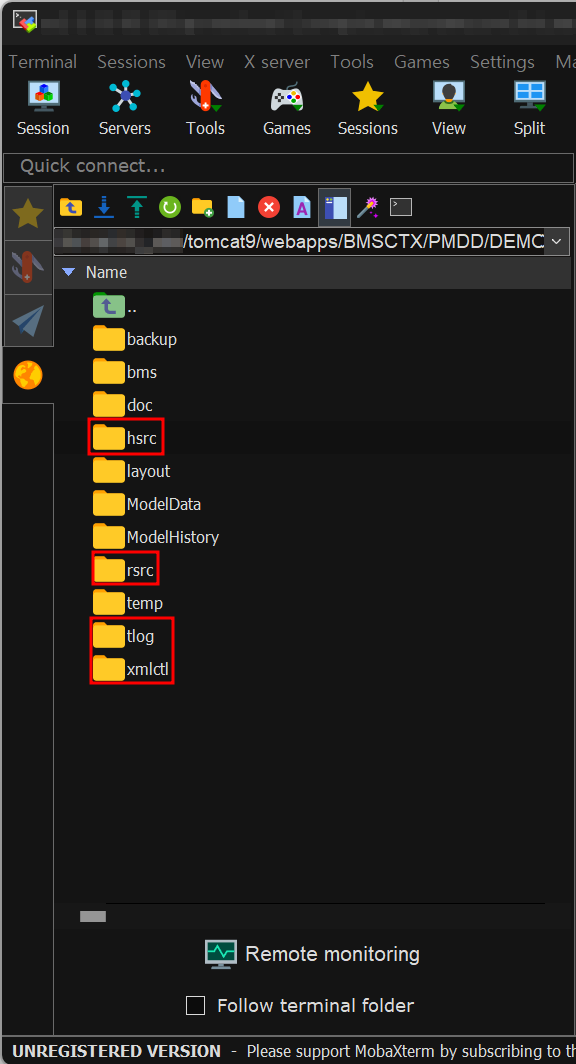 Terminal Sessions View X server Tools Games Settings Ma
Session Servers Tools Games Sessions View Split
Quick connect...
/tomcat9/webapps/BMSCTX/PMDD/DEMO
Name
..
backup
bms
doc
hsrc
layout
ModelData
ModelHistory
rsrc
temp
tlog
xmlctl
Remote monitoring
Follow terminal folder
UNREGISTERED VERSION - Please support MobaXterm by subscribing to th